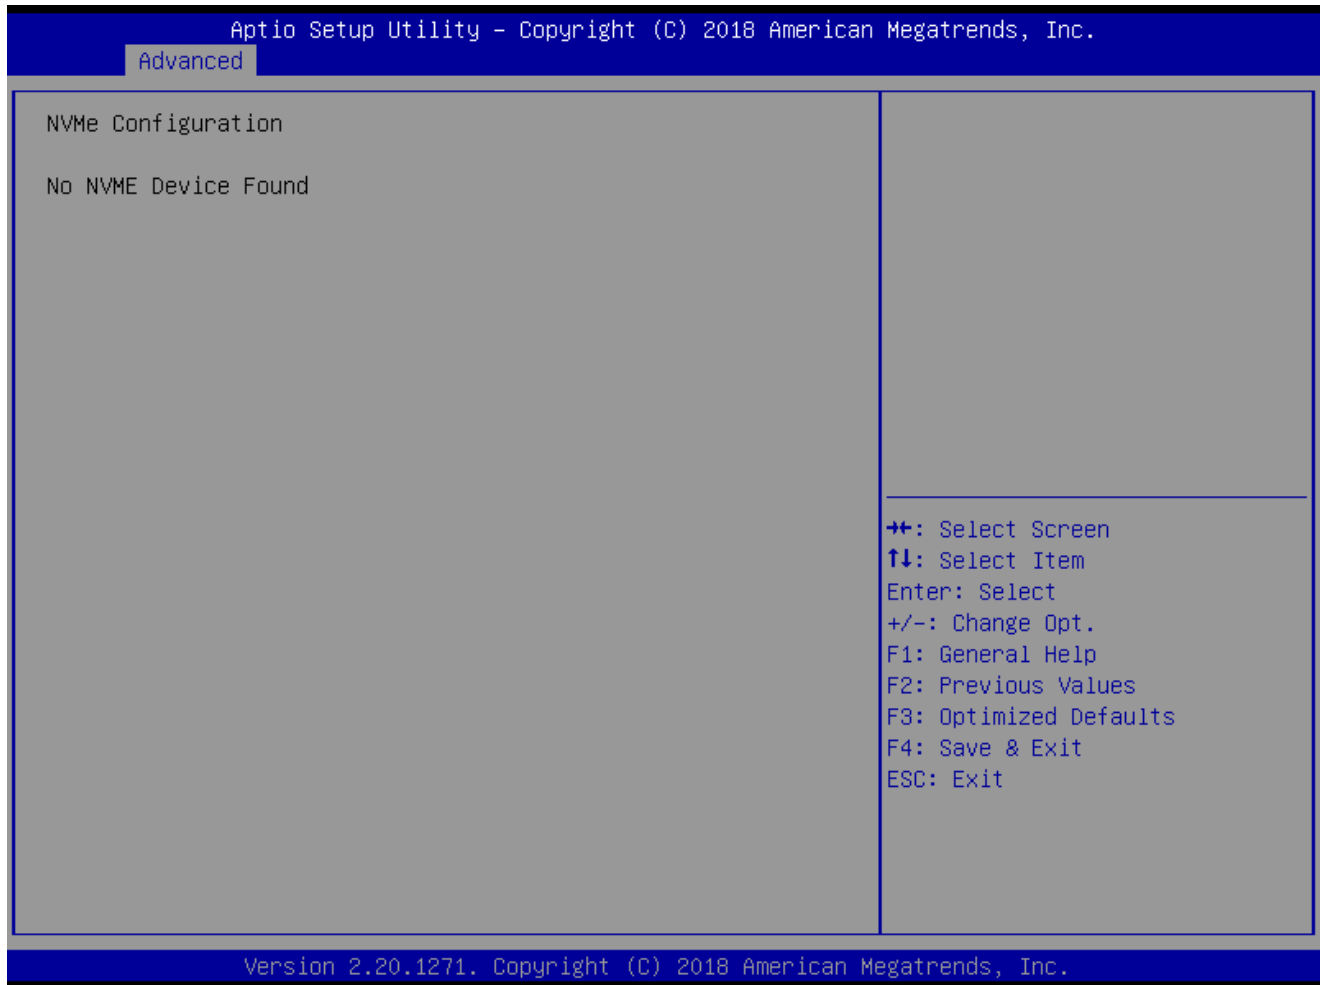 Aptio Setup Utility – Copyright (C) 2018 American Megatrends, Inc.
Advanced
NVMe Configuration
No NVME Device Found
→←: Select Screen
↑↓: Select Item
Enter: Select
+/-: Change Opt.
F1: General Help
F2: Previous Values
F3: Optimized Defaults
F4: Save & Exit
ESC: Exit
Version 2.20.1271. Copyright (C) 2018 American Megatrends, Inc.